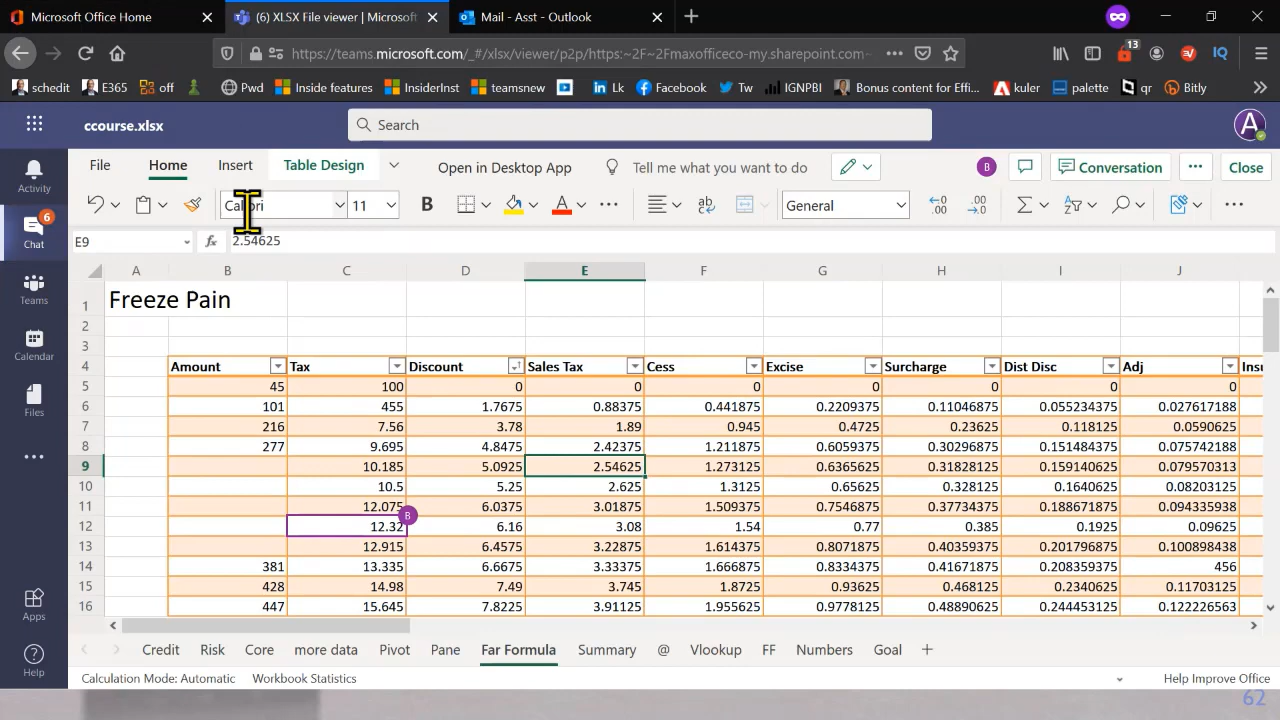 Microsoft Office Home
(6) XLSX File viewer | Microsoft
Mail - Asst - Outlook
https://teams.microsoft.com/_#/xlsx/viewer/p2p/https:~2F~2Fmaxofficeco-my.sharepoint.com~
13
IQ
schedit
E365
off
Pwd
Inside features
InsiderInst
teamsnew
Lk
Facebook
Tw
IGNPBI
Bonus content for Effi...
kuler
palette
qr
Bitly
ccourse.xlsx
Search
A
Activity
6
Chat
Teams
Calendar
Files
Apps
Help
File
Home
Insert
Table Design
Open in Desktop App
Tell me what you want to do
B
Conversation
Close
Calibri
11
B
General
E9
fx
2.54625
A B C D E F G H I J
1 Freeze Pain
2
3
4 Amount Tax Discount Sales Tax Cess Excise Surcharge Dist Disc Adj Insu
5 45 100 0 0 0 0 0 0 0
6 101 455 1.7675 0.88375 0.441875 0.2209375 0.11046875 0.055234375 0.027617188
7 216 7.56 3.78 1.89 0.945 0.4725 0.23625 0.118125 0.0590625
8 277 9.695 4.8475 2.42375 1.211875 0.6059375 0.30296875 0.151484375 0.075742188
9 10.185 5.0925 2.54625 1.273125 0.6365625 0.31828125 0.159140625 0.079570313
10 10.5 5.25 2.625 1.3125 0.65625 0.328125 0.1640625 0.08203125
11 12.075 6.0375 3.01875 1.509375 0.7546875 0.37734375 0.188671875 0.094335938
B
12 12.32 6.16 3.08 1.54 0.77 0.385 0.1925 0.09625
13 12.915 6.4575 3.22875 1.614375 0.8071875 0.40359375 0.201796875 0.100898438
14 381 13.335 6.6675 3.33375 1.666875 0.8334375 0.41671875 0.208359375 456
15 428 14.98 7.49 3.745 1.8725 0.93625 0.468125 0.2340625 0.11703125
16 447 15.645 7.8225 3.91125 1.955625 0.9778125 0.48890625 0.244453125 0.122226563
Credit Risk Core more data Pivot Pane Far Formula Summary @ Vlookup FF Numbers Goal
Calculation Mode: Automatic Workbook Statistics Help Improve Office
62